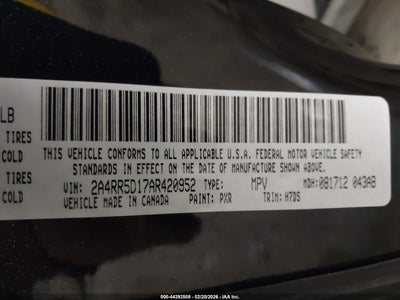 LB
TIRES
COLD
TIRES
COLD
THIS VEHICLE CONFORMS TO ALL APPLICABLE U.S.A. FEDERAL MOTOR VEHICLE SAFETY
STANDARDS IN EFFECT ON THE DATE OF MANUFACTURE SHOWN ABOVE.
VIN: 2A4RR5D17AR420952 TYPE: MPV MDH: 081712 043AB
VEHICLE MADE IN CANADA PAINT: PXR TRIM: H7DS
000-44392508 - (02/20/2026) - IAA Inc.